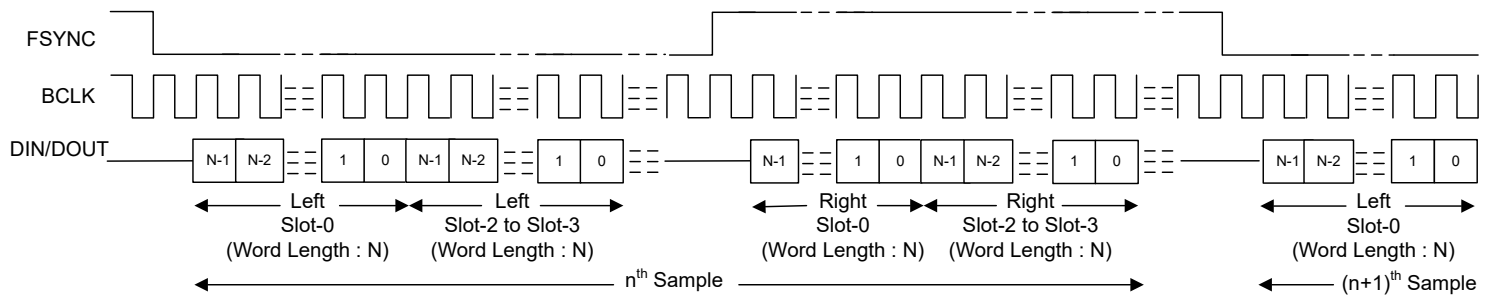 FSYNC
BCLK
DIN/DOUT
N-1 N-2 1 0 N-1 N-2 1 0 N-1 1 0 N-1 N-2 1 0 N-1 N-2 1 0
Left Left Right Right Left
Slot-0 Slot-2 to Slot-3 Slot-0 Slot-2 to Slot-3 Slot-0
(Word Length : N) (Word Length : N) (Word Length : N) (Word Length : N) (Word Length : N)
nth Sample (n+1)th Sample